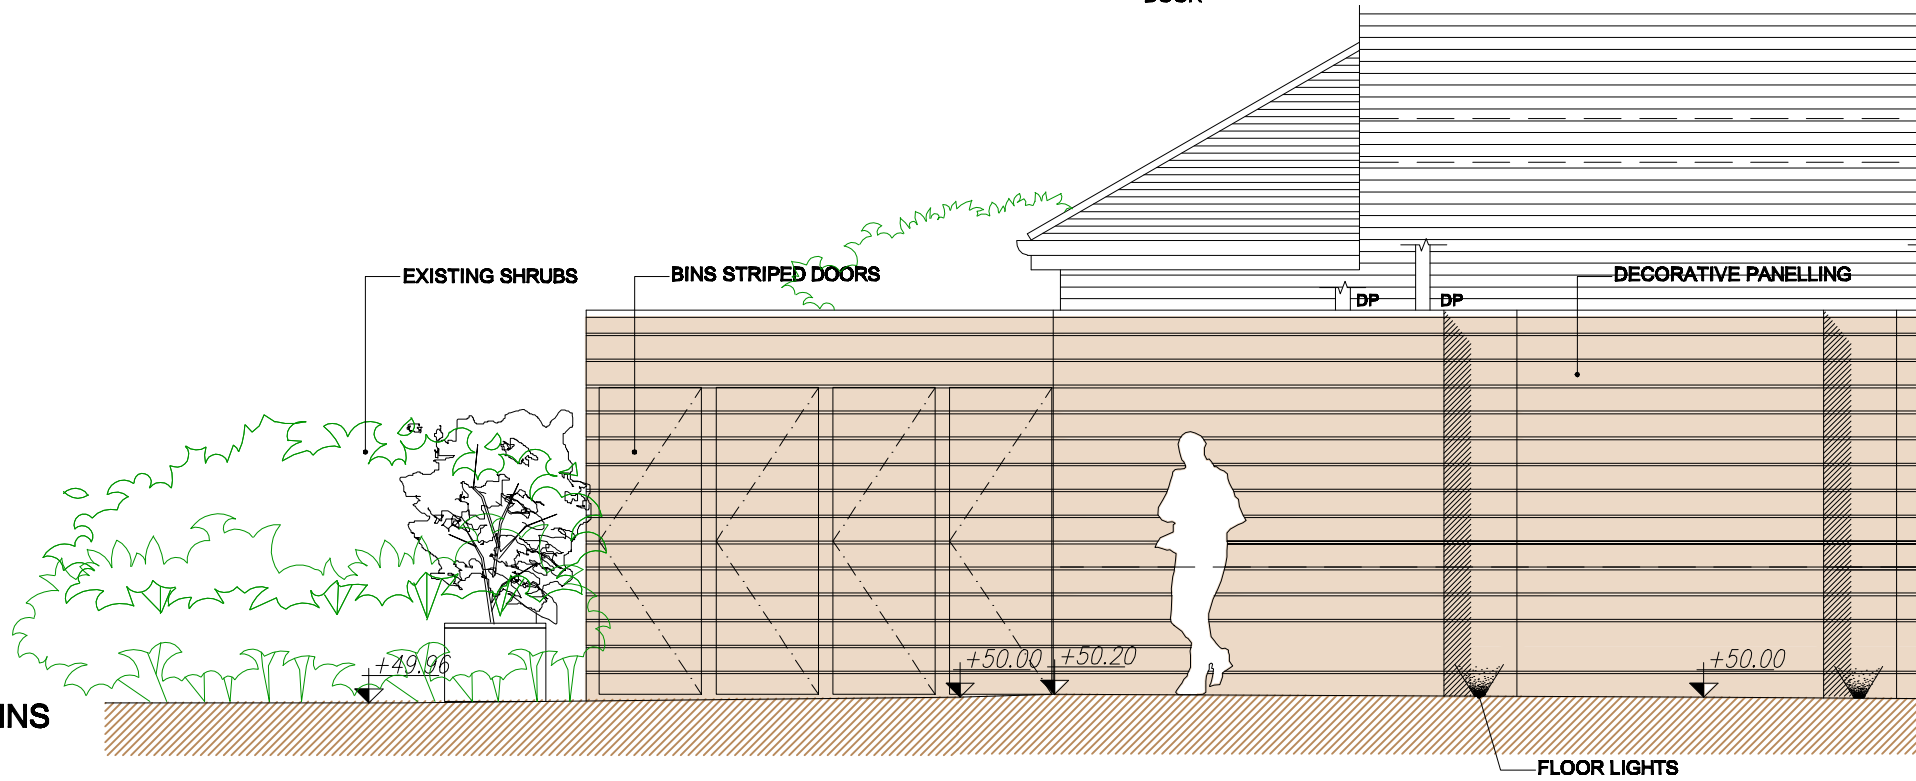 EXISTING SHRUBS
BINS STRIPED DOORS
DECORATIVE PANELLING
DP
DP
+49.96
+50.00
+50.20
+50.00
INS
FLOOR LIGHTS